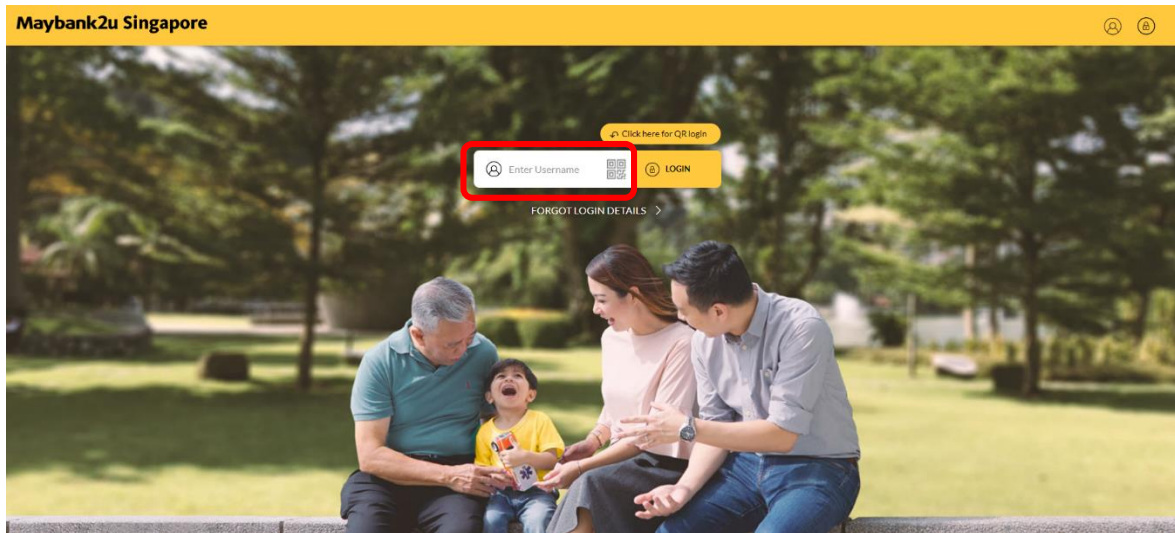 Maybank2u Singapore
Click here for QR login
Enter Username
LOGIN
FORGOT LOGIN DETAILS